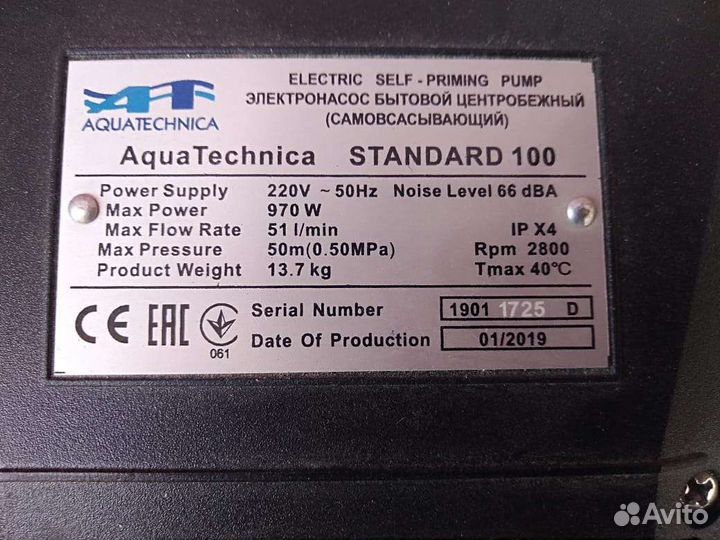 AQUATECHNICA
ELECTRIC SELF - PRIMING PUMP
ЭЛЕКТРОНАСОС БЫТОВОЙ ЦЕНТРОБЕЖНЫЙ
(САМОВСАСЫВАЮЩИЙ)
AquaTechnica STANDARD 100
Power Supply 220V ~ 50Hz Noise Level 66 dBA
Max Power 970 W
Max Flow Rate 51 l/min IP X4
Max Pressure 50m(0.50MPa) Rpm 2800
Product Weight 13.7 kg Tmax 40℃
CE EAC 061
Serial Number 1901 1725 D
Date Of Production 01/2019
Avito